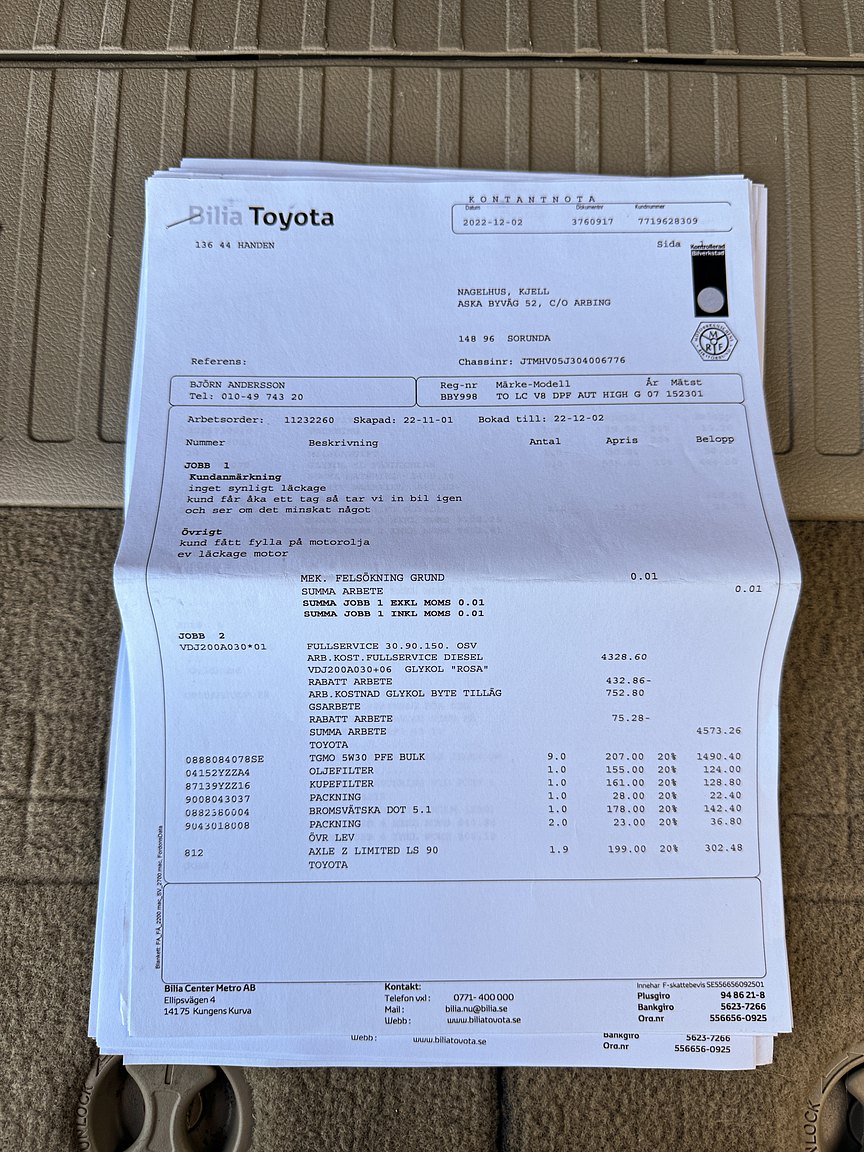 Bilia Toyota
136 44 HANDEN
KONTANTNOTA
Datum Dokumentnr Kundnummer
2022-12-02 3760917 7719628309
Sida 1
Kontrollerad
Bilverkstad
NAGELHUS, KJELL
ASKA BYVÄG 52, C/O ARBING
148 96 SORUNDA
MRF
Referens:
Chassinr: JTMHV05J304006776
BJÖRN ANDERSSON
Tel: 010-49 743 20
Reg-nr Märke-Modell År Mätst
BBY998 TO LC V8 DPF AUT HIGH G 07 152301
Arbetsorder: 11232260 Skapad: 22-11-01 Bokad till: 22-12-02
Nummer Beskrivning Antal Apris Belopp
JOBB 1
Kundanmärkning
inget synligt läckage
kund får åka ett tag så tar vi in bil igen
och ser om det minskat något
Övrigt
kund fått fylla på motorolja
ev läckage motor
MEK. FELSÖKNING GRUND 0.01
SUMMA ARBETE 0.01
SUMMA JOBB 1 EXKL MOMS 0.01
SUMMA JOBB 1 INKL MOMS 0.01
JOBB 2
VDJ200A030*01 FULLSERVICE 30.90.150. OSV
ARB.KOST.FULLSERVICE DIESEL 4328.60
VDJ200A030+06 GLYKOL "ROSA"
RABATT ARBETE 432.86-
ARB.KOSTNAD GLYKOL BYTE TILLÄG 752.80
GSARBETE
RABATT ARBETE 75.28-
SUMMA ARBETE 4573.26
TOYOTA
0888084078SE TGMO 5W30 PFE BULK 9.0 207.00 20% 1490.40
04152YZZA4 OLJEFILTER 1.0 155.00 20% 124.00
87139YZZ16 KUPEFILTER 1.0 161.00 20% 128.80
9008043037 PACKNING 1.0 28.00 20% 22.40
0882380004 BROMSVÄTSKA DOT 5.1 1.0 178.00 20% 142.40
9043018008 PACKNING 2.0 23.00 20% 36.80
ÖVR LEV
812 AXLE Z LIMITED LS 90 1.9 199.00 20% 302.48
TOYOTA
Bilia Center Metro AB
Ellipsvägen 4
141 75 Kungens Kurva
Kontakt:
Telefon vxl: 0771-400 000
Mail: bilia.nu@bilia.se
Webb: www.biliatoyota.se
Innehar F-skattebevis SE556656092501
Plusgiro 94 86 21-8
Bankgiro 5623-7266
Org.nr 556656-0925
Webb: www.biliatoyota.se
Bankgiro 5623-7266
Org.nr 556656-0925
UNLOCK
UNLOCK